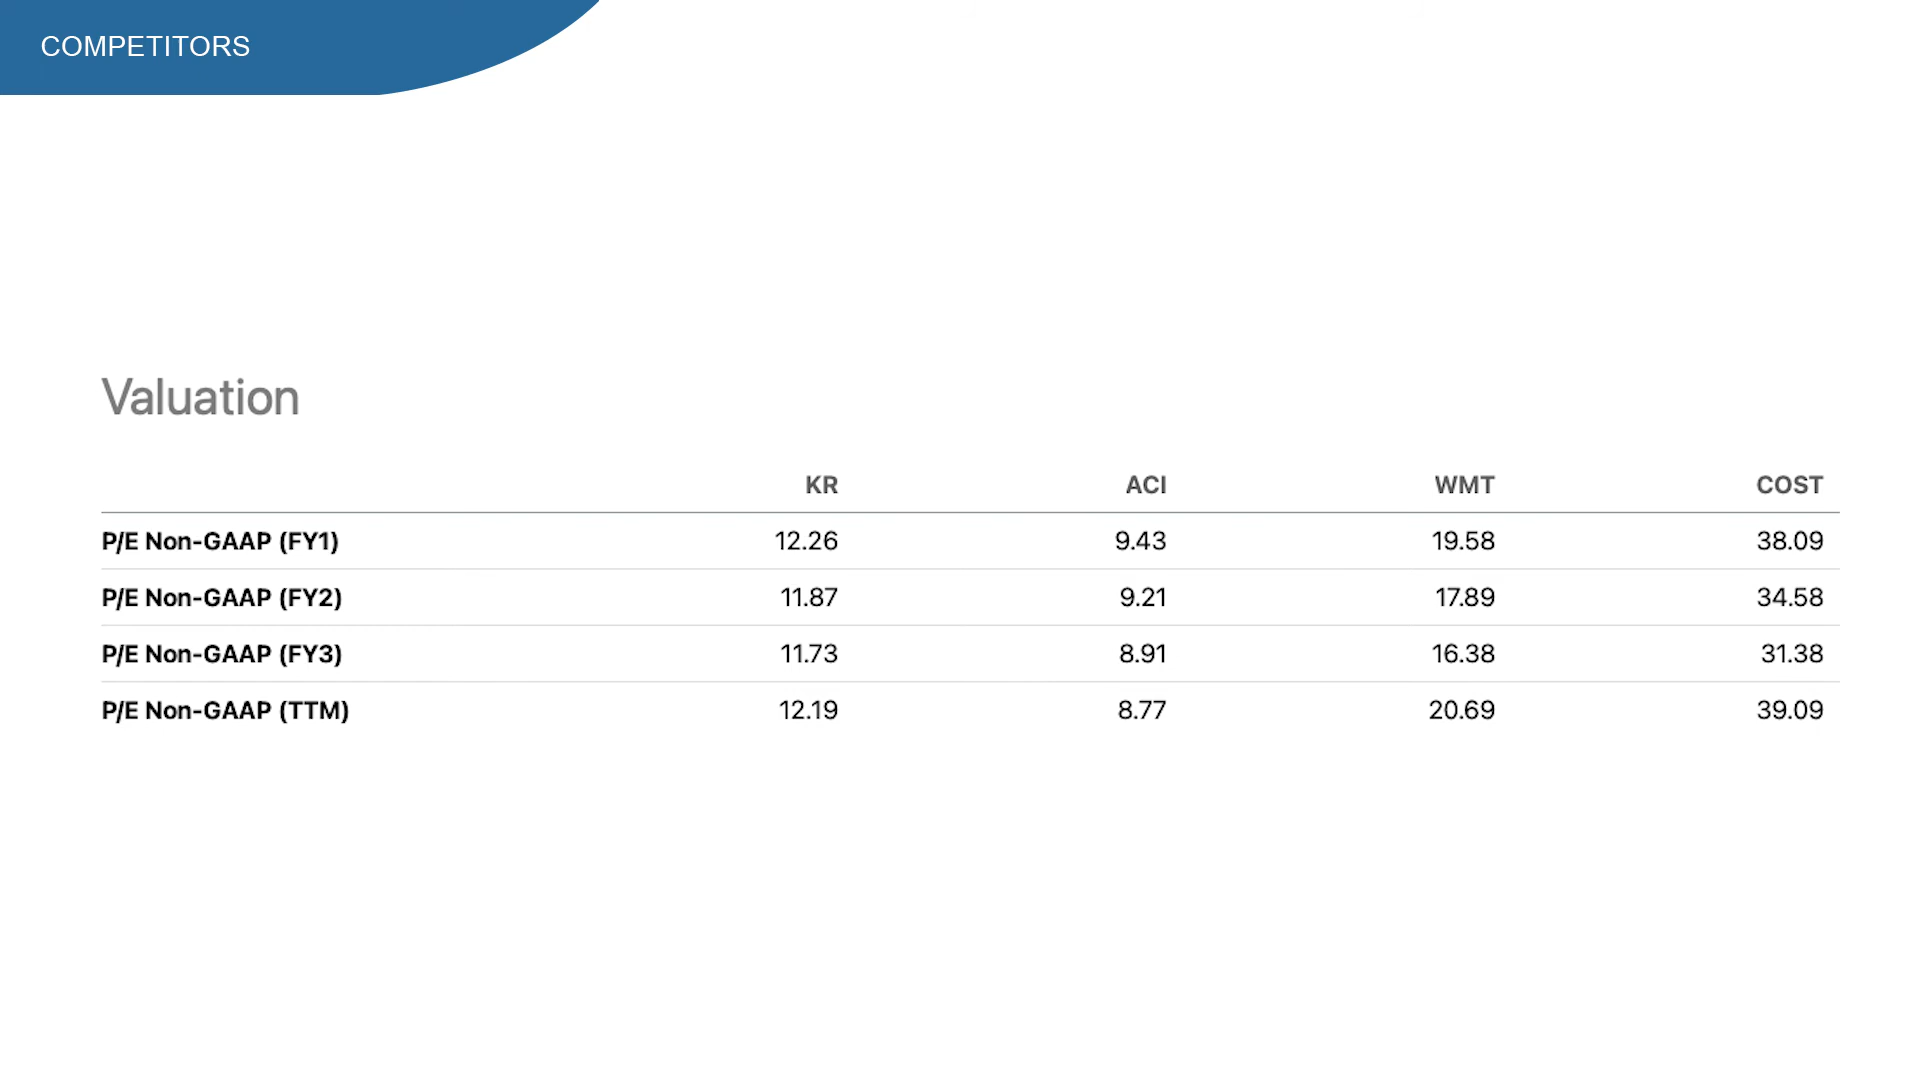 COMPETITORS
Valuation
KR ACI WMT COST
P/E Non-GAAP (FY1) 12.26 9.43 19.58 38.09
P/E Non-GAAP (FY2) 11.87 9.21 17.89 34.58
P/E Non-GAAP (FY3) 11.73 8.91 16.38 31.38
P/E Non-GAAP (TTM) 12.19 8.77 20.69 39.09